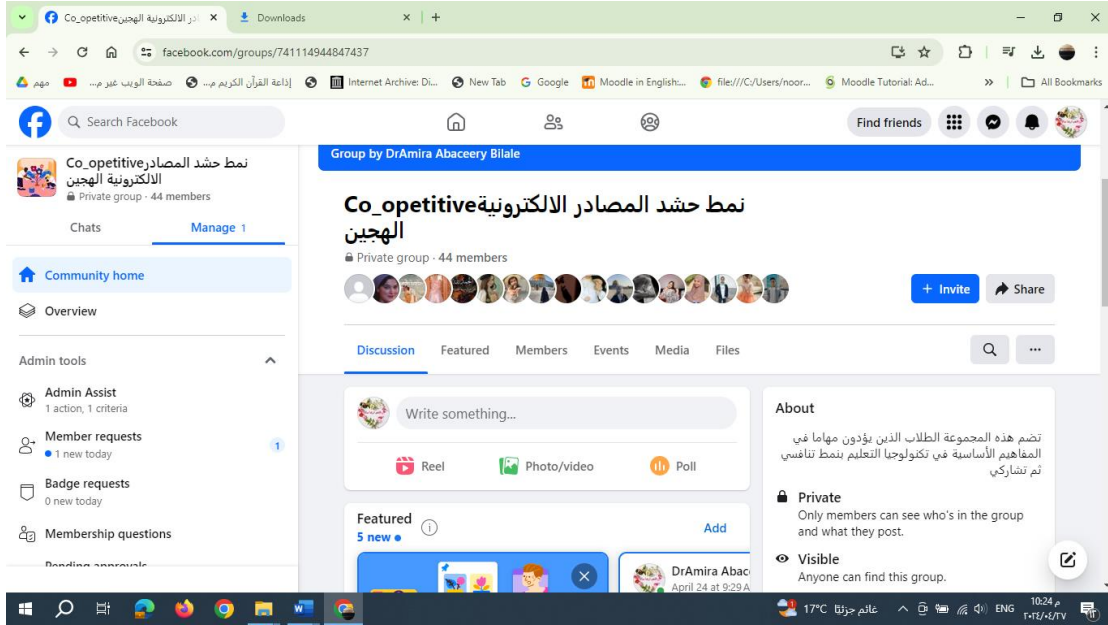 Co_opetitiveدر الالكترونية الهجين
Downloads
facebook.com/groups/741114944847437
مهم
صفحة الويب غير م...
إذاعة القرآن الكريم م...
Internet Archive: Di...
New Tab
Google
Moodle in English:...
file:///C:/Users/noor...
Moodle Tutorial: Ad...
»
All Bookmarks
Search Facebook
Find friends
Co_opetitiveنمط حشد المصادر
الالكترونية الهجين
Private group · 44 members
Chats
Manage 1
Community home
Overview
Admin tools
Admin Assist
1 action, 1 criteria
Member requests
1 new today
1
Badge requests
0 new today
Membership questions
Pending approvals
Group by DrAmira Abaceery Bilale
Co_opetitiveنمط حشد المصادر الالكترونية
الهجين
Private group · 44 members
+ Invite
Share
Discussion
Featured
Members
Events
Media
Files
Write something...
Reel
Photo/video
Poll
Featured
5 new
Add
DrAmira Abac
April 24 at 9:29 A
About
تضم هذه المجموعة الطلاب الذين يؤدون مهاما في
المفاهيم الأساسية في تكنولوجيا التعليم بنمط تنافسي
ثم تشاركي
Private
Only members can see who's in the group
and what they post.
Visible
Anyone can find this group.
17°C غائم جزئيًا
ENG
10:24 م
٢٠٢٤/٠٤/٢٧